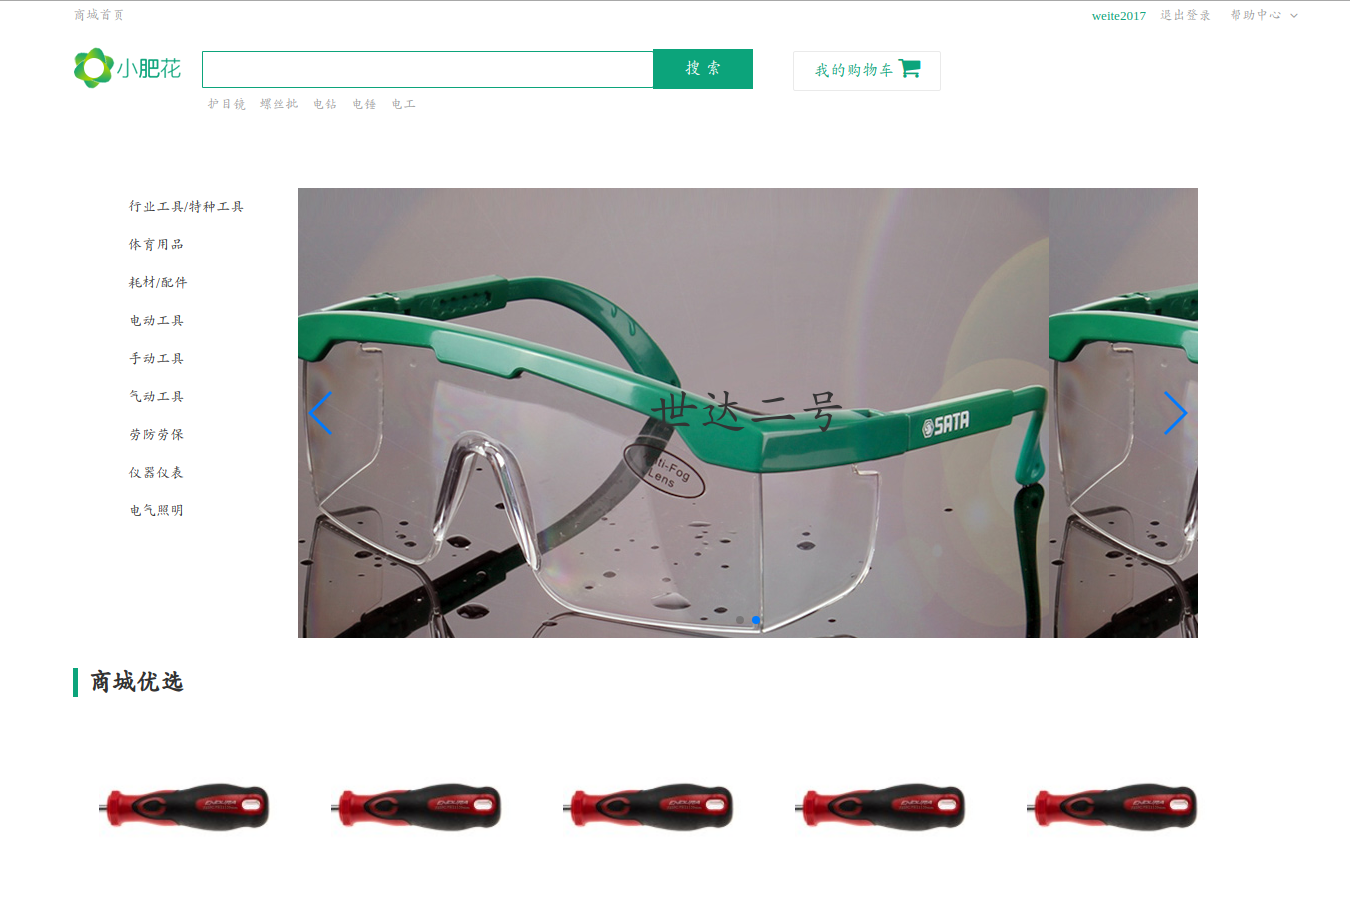 商城首页
weite2017 退出登录 帮助中心
小肥花
搜 索
我的购物车
护目镜 螺丝批 电钻 电锤 电工
行业工具/特种工具
体育用品
耗材/配件
电动工具
手动工具
气动工具
劳防劳保
仪器仪表
电气照明
世达二号
SATA
Lens
商城优选